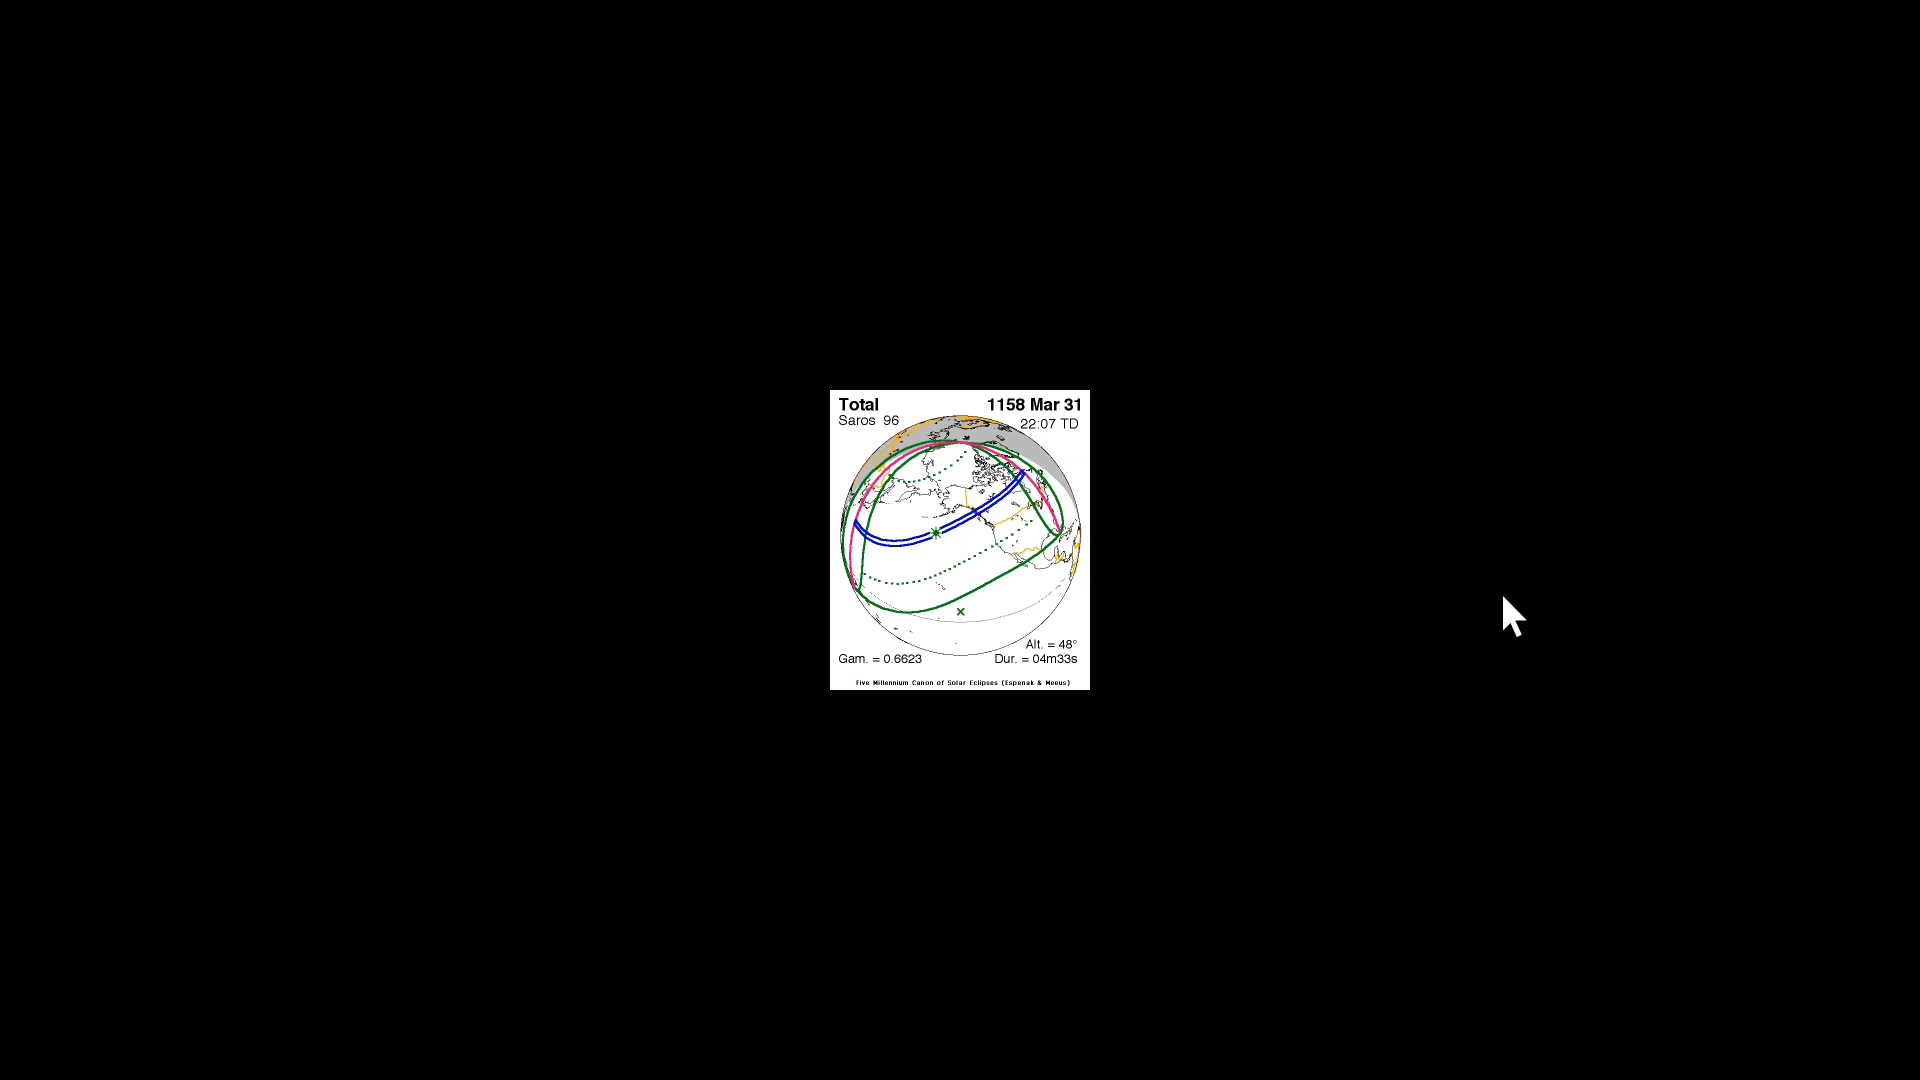 Total 1158 Mar 31
Saros 96 22:07 TD
Alt. = 48°
Gam. = 0.6623 Dur. = 04m33s
Five Millennium Canon of Solar Eclipses (Espenak & Meeus)